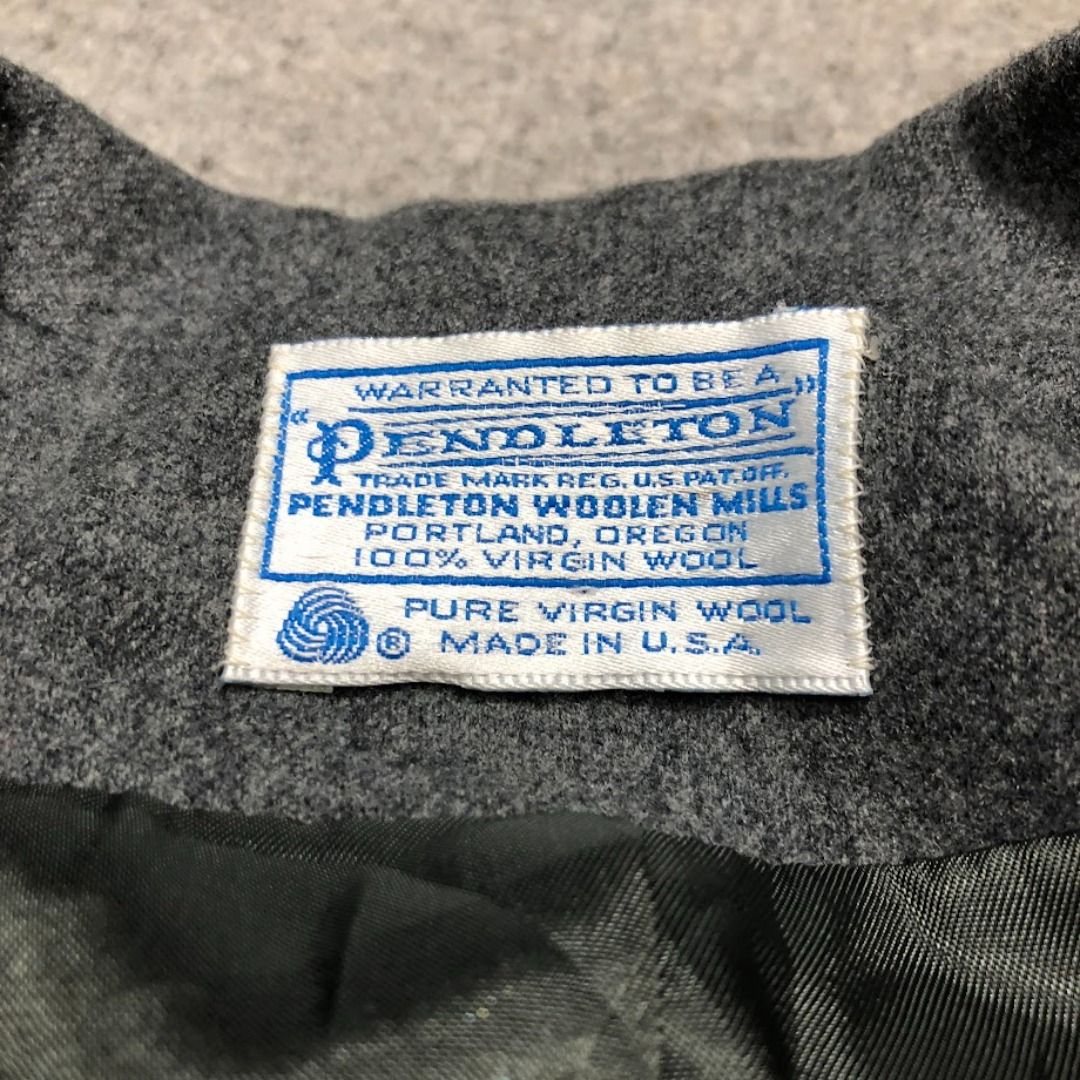 WARRANTED TO BE A
"PENDLETON"
TRADE MARK REG. U.S. PAT. OFF.
PENDLETON WOOLEN MILLS
PORTLAND, OREGON
100% VIRGIN WOOL
® PURE VIRGIN WOOL
MADE IN U.S.A.